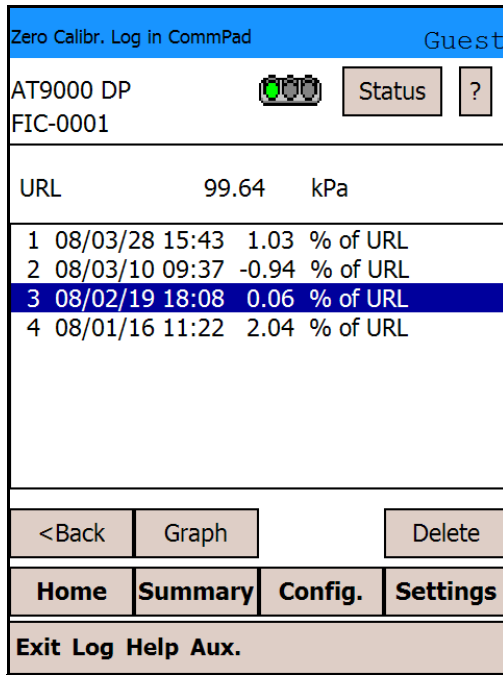 Zero Calibr. Log in CommPad Guest
AT9000 DP
Status ?
FIC-0001
URL 99.64 kPa
1 08/03/28 15:43 1.03 % of URL
2 08/03/10 09:37 -0.94 % of URL
3 08/02/19 18:08 0.06 % of URL
4 08/01/16 11:22 2.04 % of URL
<Back Graph Delete
Home Summary Config. Settings
Exit Log Help Aux.